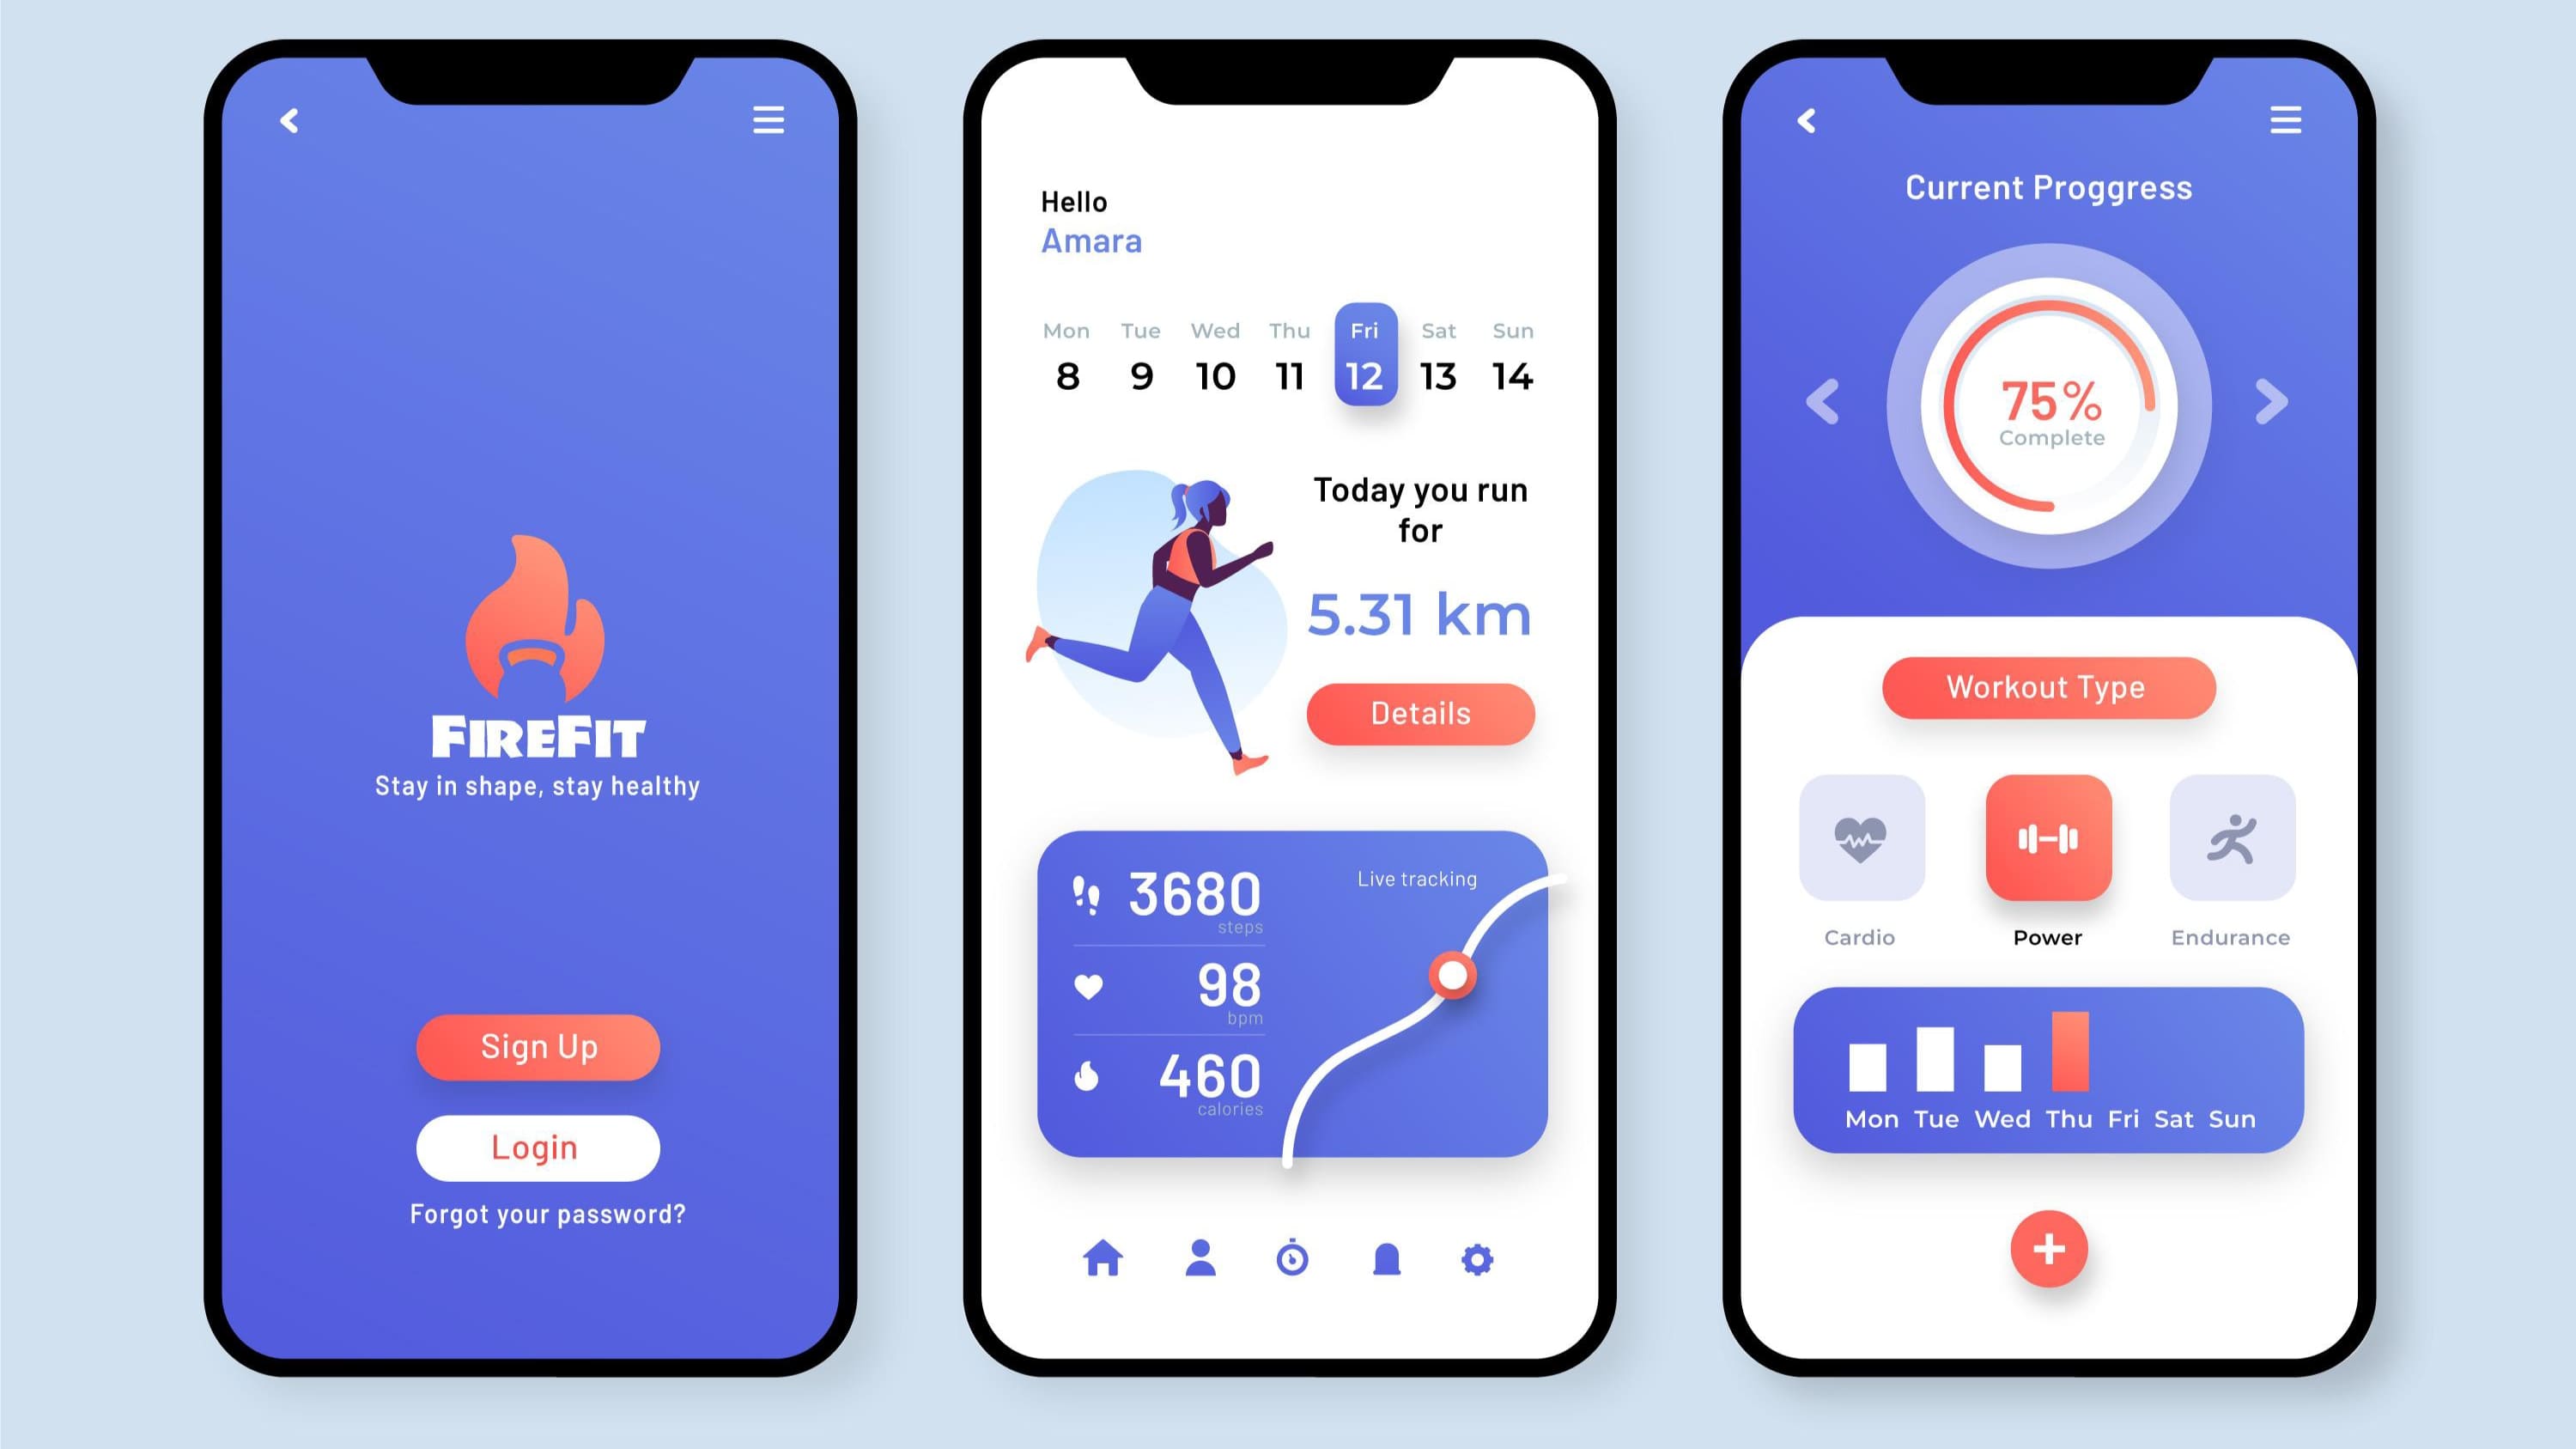 FIREFIT
Stay in shape, stay healthy
Sign Up
Login
Forgot your password?
Hello
Amara
Mon Tue Wed Thu Fri Sat Sun
8 9 10 11 12 13 14
Today you run
for
5.31 km
Details
3680
steps
98
bpm
460
calories
Live tracking
Current Proggress
75%
Complete
Workout Type
Cardio Power Endurance
Mon Tue Wed Thu Fri Sat Sun